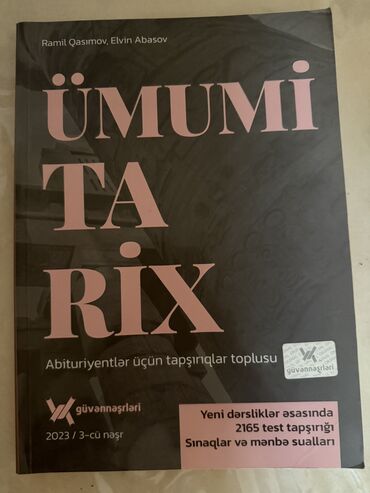 Ramil Qasımov, Elvin Abasov
ÜMUMİ
TA
RİX
Abituriyentlər üçün tapşırıqlar toplusu
güvənnəşrləri
güvənnəşrləri
2023 / 3-cü nəşr
Yeni dərsliklər əsasında
2165 test tapşırığı
Sınaqlar və mənbə sualları